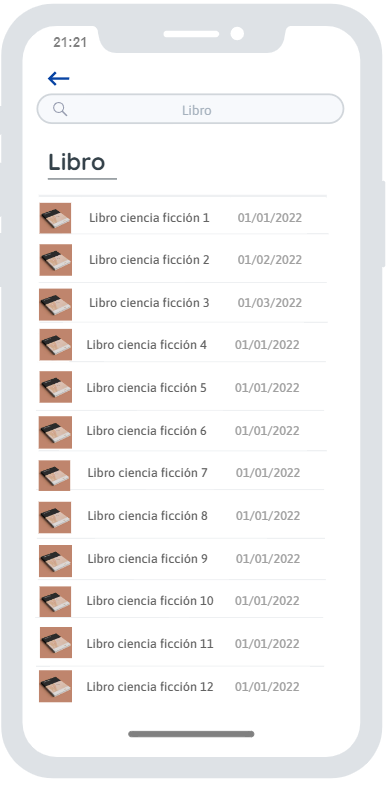 21:21
Libro
Libro
Libro ciencia ficción 1 01/01/2022
Libro ciencia ficción 2 01/02/2022
Libro ciencia ficción 3 01/03/2022
Libro ciencia ficción 4 01/01/2022
Libro ciencia ficción 5 01/01/2022
Libro ciencia ficción 6 01/01/2022
Libro ciencia ficción 7 01/01/2022
Libro ciencia ficción 8 01/01/2022
Libro ciencia ficción 9 01/01/2022
Libro ciencia ficción 10 01/01/2022
Libro ciencia ficción 11 01/01/2022
Libro ciencia ficción 12 01/01/2022